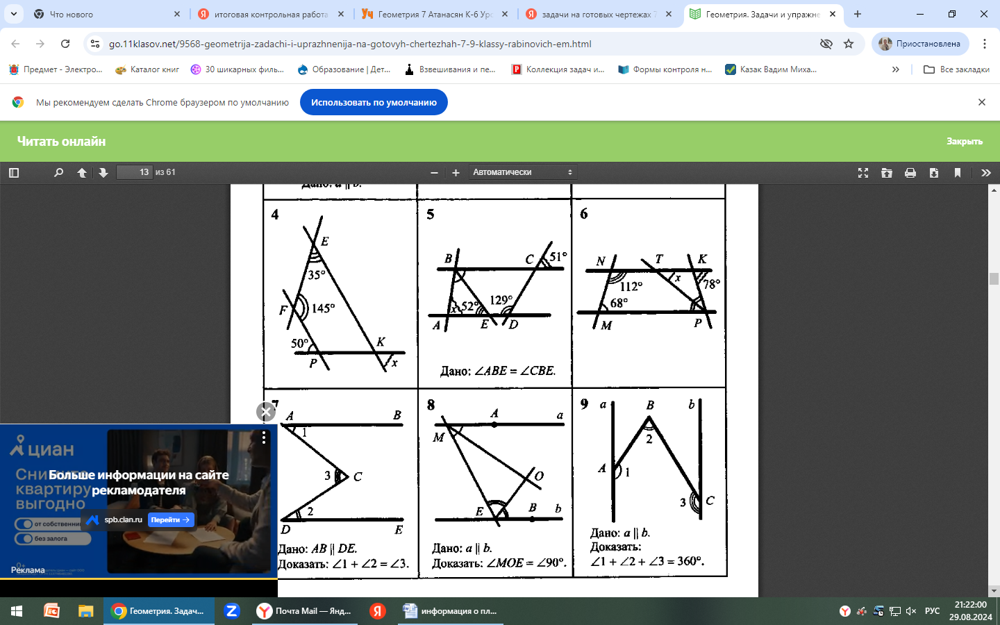 Что нового
итоговая контрольная работа
Геометрия 7 Атанасян К-6 Уро
задачи на готовых чертежах 7
Геометрия. Задачи и упражне
go.11klasov.net/9568-geometrija-zadachi-i-uprazhnenija-na-gotovyh-chertezhah-7-9-klassy-rabinovich-em.html
Приостановлена
Предмет - Электро...
Каталог книг
30 шикарных филь...
Образование | Дет...
Взвешивания и пе...
Коллекция задач и...
Формы контроля н...
Казак Вадим Миха...
Все закладки
Мы рекомендуем сделать Chrome браузером по умолчанию
Использовать по умолчанию
Читать онлайн
Закрыть
13 из 61
Автоматически
Дано: a ∥ b.
4
E
35°
F
145°
50°
K
P
x
5
B
C
51°
129°
x
52°
A
E
D
Дано: ∠ABE = ∠CBE.
6
N
T
K
x
78°
112°
68°
M
P
7
A
B
1
3
C
2
D
E
Дано: AB ∥ DE.
Доказать: ∠1 + ∠2 = ∠3.
8
A
a
M
O
E
B
b
Дано: a ∥ b.
Доказать: ∠MOE = ∠90°.
9
a
B
b
2
A
1
3
C
Дано: a ∥ b.
Доказать:
∠1 + ∠2 + ∠3 = 360°.
циан
Снимите
квартиру
выгодно
от собственник
без залога
Больше информации на сайте
рекламодателя
spb.cian.ru
Перейти →
Реклама
Геометрия. Задач...
Почта Mail — Янд...
информация о пл...
РУС
21:22:00
29.08.2024